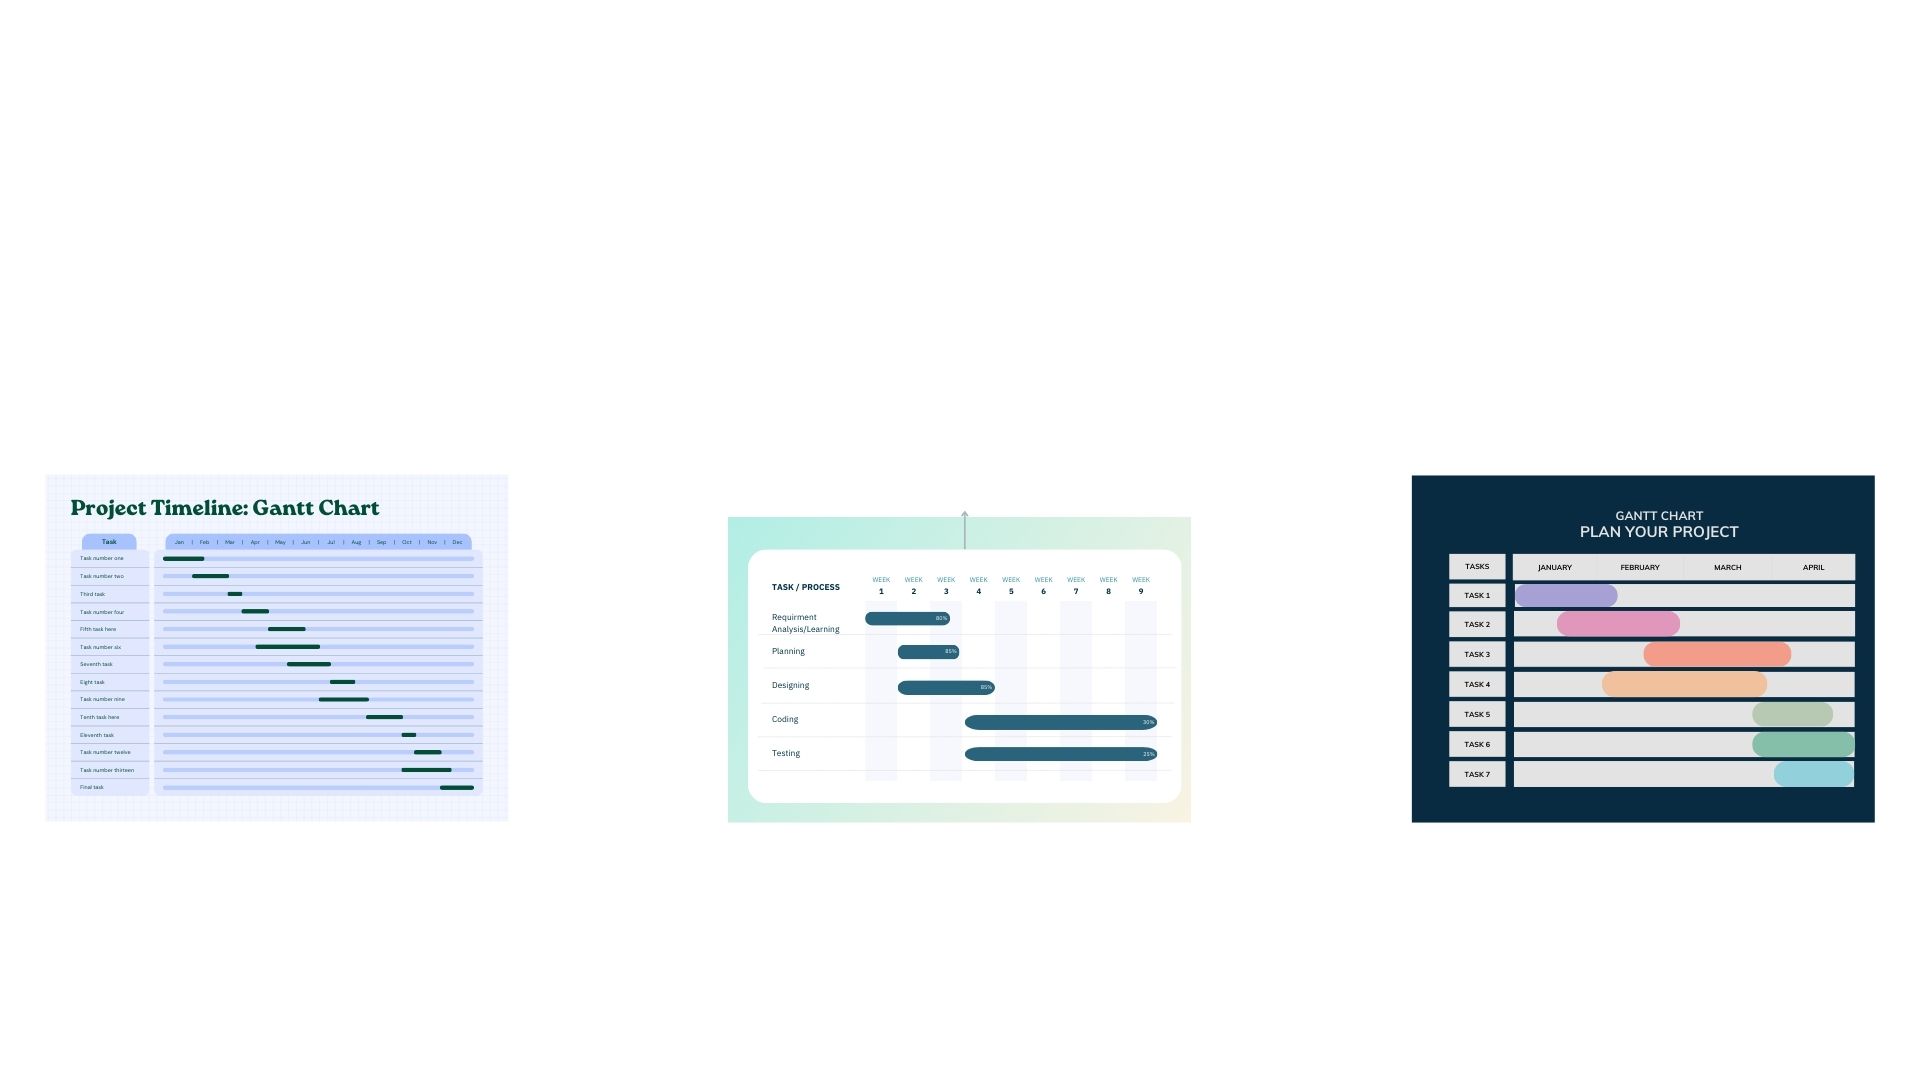 Project Timeline: Gantt Chart
Task
Jan | Feb | Mar | Apr | May | Jun | Jul | Aug | Sep | Oct | Nov | Dec
Task number one
Task number two
Third task
Task number four
Fifth task here
Task number six
Seventh task
Eight task
Task number nine
Tenth task here
Eleventh task
Task number twelve
Task number thirteen
Final task
TASK / PROCESS
WEEK WEEK WEEK WEEK WEEK WEEK WEEK WEEK WEEK
1 2 3 4 5 6 7 8 9
Requirment
Analysis/Learning
80%
Planning
85%
Designing
85%
Coding
30%
Testing
25%
GANTT CHART
PLAN YOUR PROJECT
TASKS JANUARY FEBRUARY MARCH APRIL
TASK 1
TASK 2
TASK 3
TASK 4
TASK 5
TASK 6
TASK 7